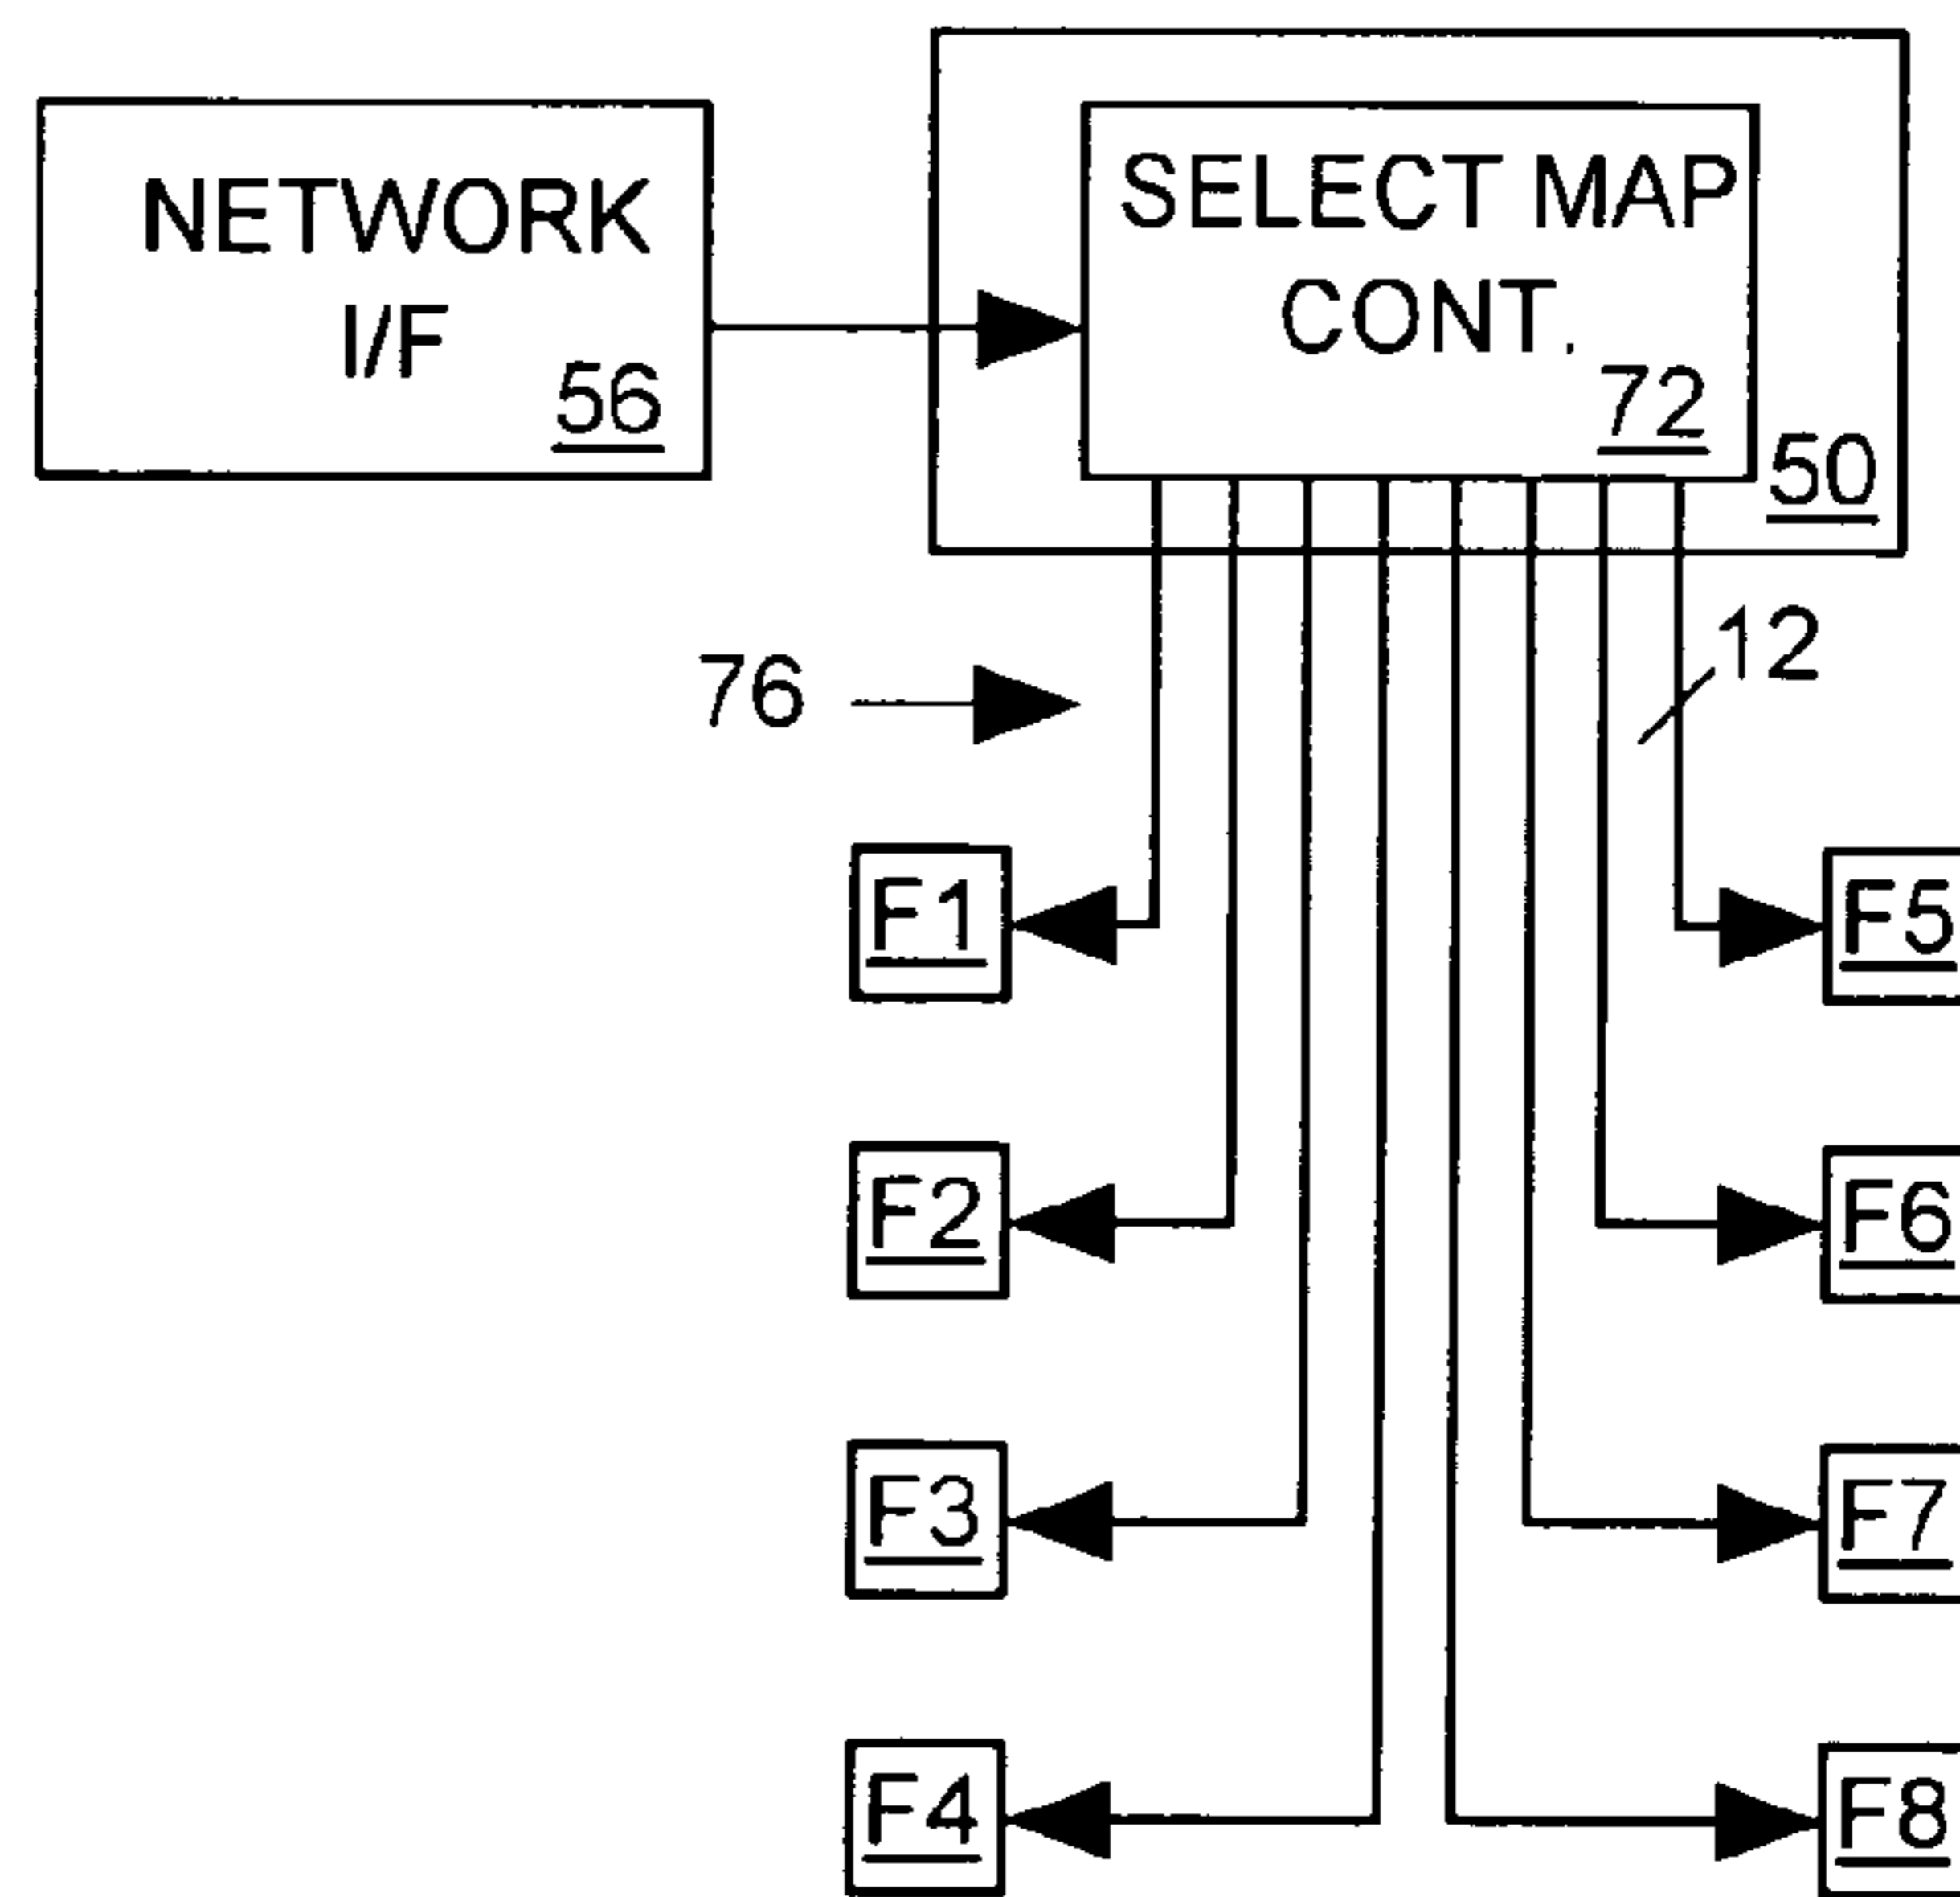 NETWORK
I/F
56
SELECT MAP
CONT.
72
50
76
12
F1
F5
F2
F6
F3
F7
F4
F8